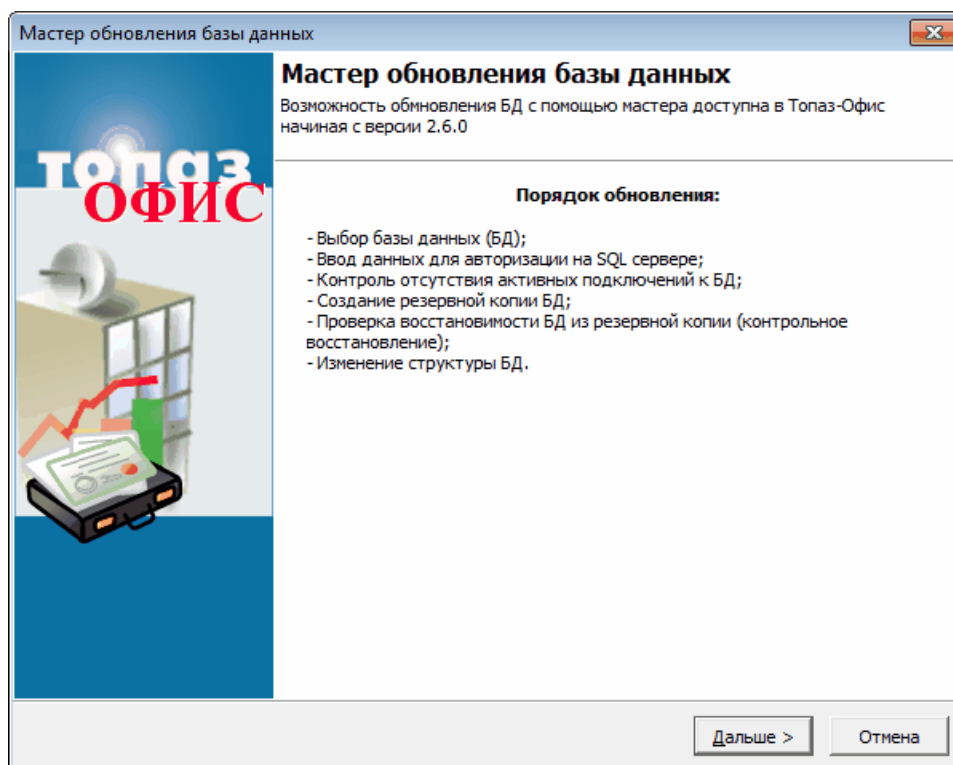 Мастер обновления базы данных
Мастер обновления базы данных
Возможность обмновления БД с помощью мастера доступна в Топаз-Офис
начиная с версии 2.6.0
топаз
ОФИС
Порядок обновления:
- Выбор базы данных (БД);
- Ввод данных для авторизации на SQL сервере;
- Контроль отсутствия активных подключений к БД;
- Создание резервной копии БД;
- Проверка восстановимости БД из резервной копии (контрольное
восстановление);
- Изменение структуры БД.
Дальше >
Отмена